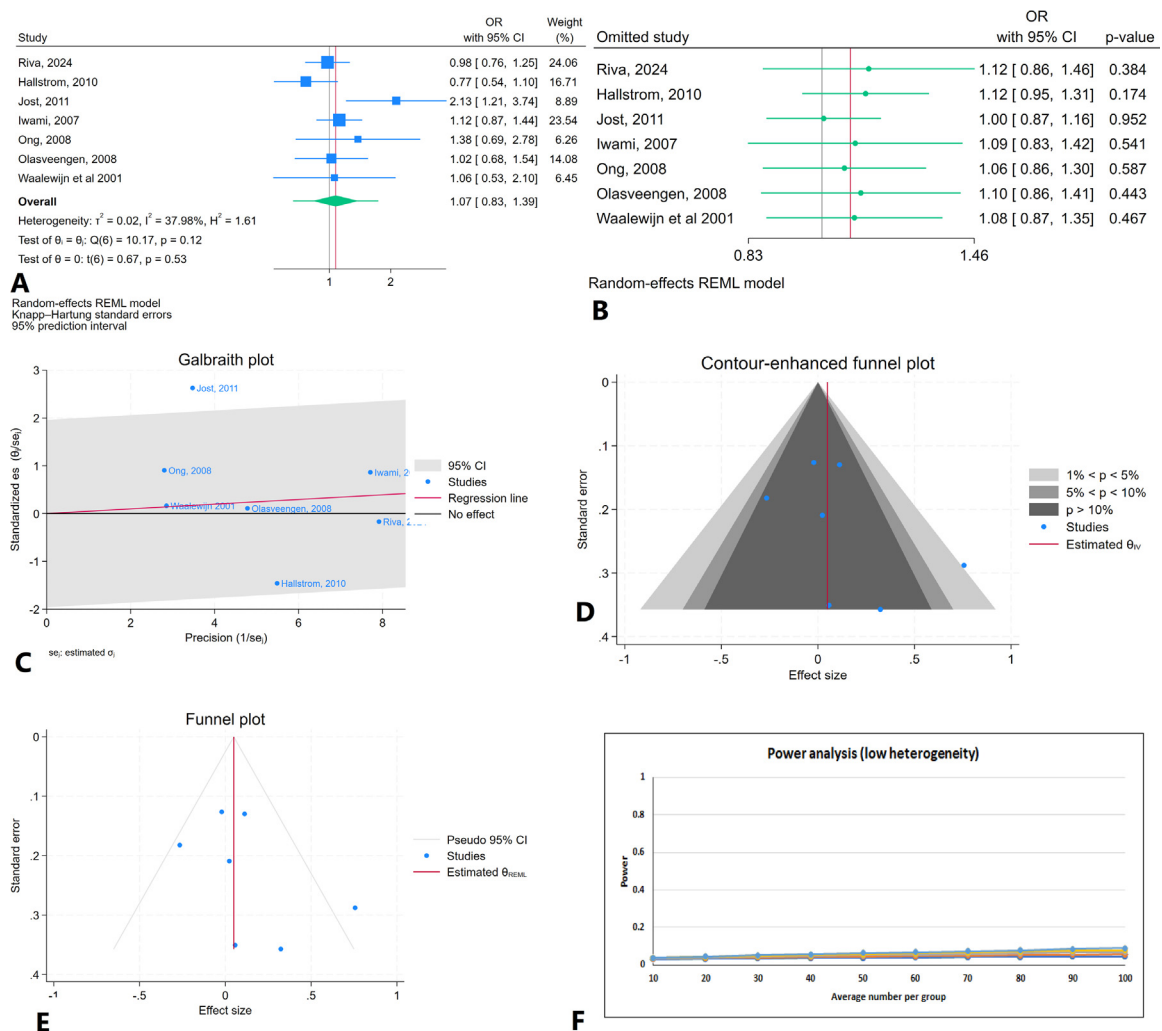 Study
OR with 95% CI
Weight (%)
Riva, 2024 0.98 [ 0.76, 1.25] 24.06
Hallstrom, 2010 0.77 [ 0.54, 1.10] 16.71
Jost, 2011 2.13 [ 1.21, 3.74] 8.89
Iwami, 2007 1.12 [ 0.87, 1.44] 23.54
Ong, 2008 1.38 [ 0.69, 2.78] 6.26
Olasveengen, 2008 1.02 [ 0.68, 1.54] 14.08
Waalewijn et al 2001 1.06 [ 0.53, 2.10] 6.45
Overall 1.07 [ 0.83, 1.39]
Heterogeneity: τ² = 0.02, I² = 37.98%, H² = 1.61
Test of θi = θj: Q(6) = 10.17, p = 0.12
Test of θ = 0: t(6) = 0.67, p = 0.53
1 2
A
Random-effects REML model
Knapp–Hartung standard errors
95% prediction interval
Omitted study
OR with 95% CI
p-value
Riva, 2024 1.12 [ 0.86, 1.46] 0.384
Hallstrom, 2010 1.12 [ 0.95, 1.31] 0.174
Jost, 2011 1.00 [ 0.87, 1.16] 0.952
Iwami, 2007 1.09 [ 0.83, 1.42] 0.541
Ong, 2008 1.06 [ 0.86, 1.30] 0.587
Olasveengen, 2008 1.10 [ 0.86, 1.41] 0.443
Waalewijn et al 2001 1.08 [ 0.87, 1.35] 0.467
0.83 1.46
Random-effects REML model
B
Galbraith plot
Standardized es (θj/sej)
3
2
1
0
-1
-2
Jost, 2011
Ong, 2008
Iwami, 2
Waalewijn 2001
Olasveengen, 2008
Riva,
Hallstrom, 2010
0 2 4 6 8
Precision (1/sej)
sej: estimated σj
95% CI
Studies
Regression line
No effect
C
Contour-enhanced funnel plot
Standard error
0
.1
.2
.3
.4
-1 -.5 0 .5 1
Effect size
1% < p < 5%
5% < p < 10%
p > 10%
Studies
Estimated θIV
D
Funnel plot
Standard error
0
.1
.2
.3
.4
-1 -.5 0 .5 1
Effect size
Pseudo 95% CI
Studies
Estimated θREML
E
Power analysis (low heterogeneity)
Power
1
0.8
0.6
0.4
0.2
0
10 20 30 40 50 60 70 80 90 100
Average number per group
F